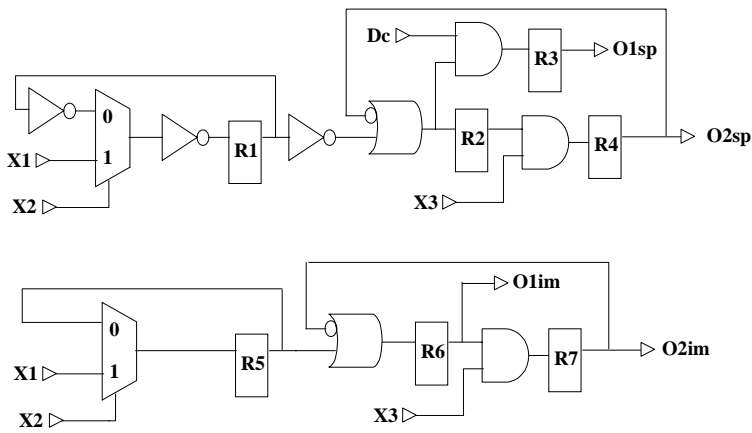 Dc
R3
O1sp
0
X1
1
R1
R2
R4
O2sp
X2
X3
O1im
0
R6
X1
1
R5
R7
O2im
X2
X3